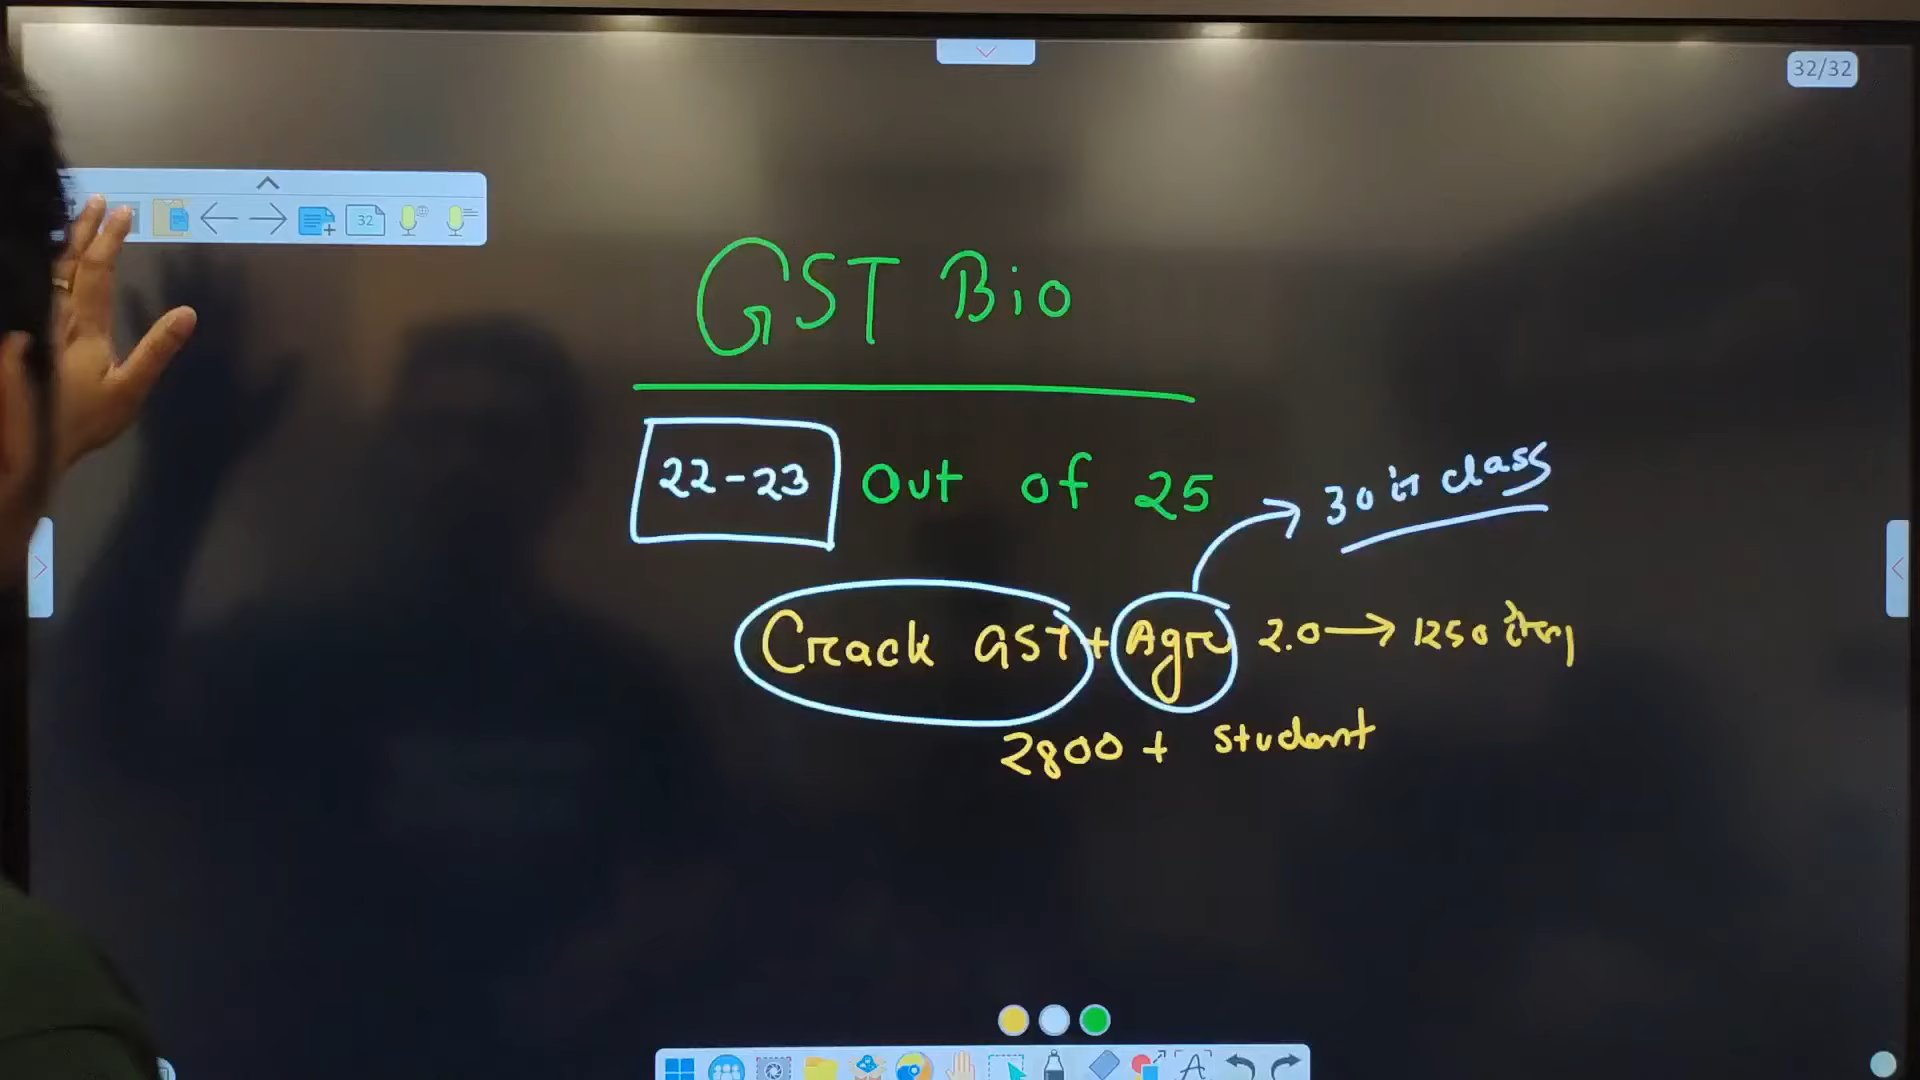 32/32
32
GST Bio
22-23 out of 25
30 টা class
Crack GST + Agri 2.0 → 1250
2800 + student